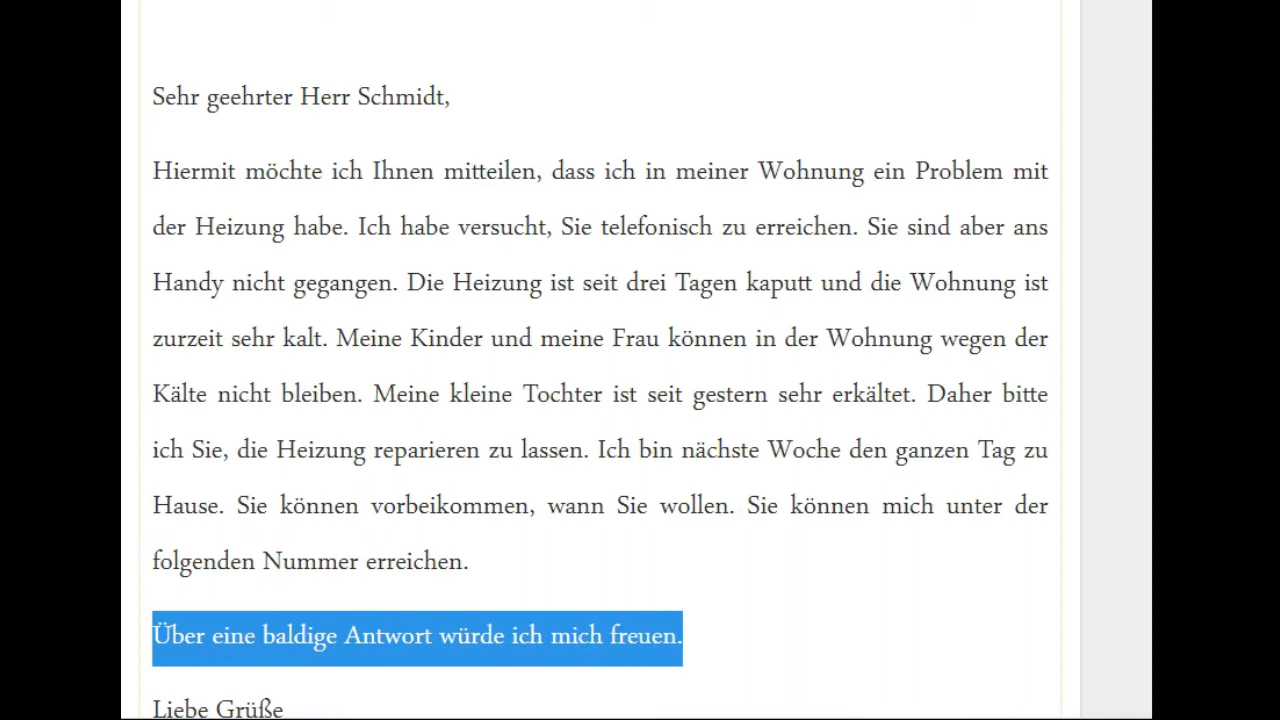 Sehr geehrter Herr Schmidt,
Hiermit möchte ich Ihnen mitteilen, dass ich in meiner Wohnung ein Problem mit
der Heizung habe. Ich habe versucht, Sie telefonisch zu erreichen. Sie sind aber ans
Handy nicht gegangen. Die Heizung ist seit drei Tagen kaputt und die Wohnung ist
zurzeit sehr kalt. Meine Kinder und meine Frau können in der Wohnung wegen der
Kälte nicht bleiben. Meine kleine Tochter ist seit gestern sehr erkältet. Daher bitte
ich Sie, die Heizung reparieren zu lassen. Ich bin nächste Woche den ganzen Tag zu
Hause. Sie können vorbeikommen, wann Sie wollen. Sie können mich unter der
folgenden Nummer erreichen.
Über eine baldige Antwort würde ich mich freuen.
Liebe Grüße